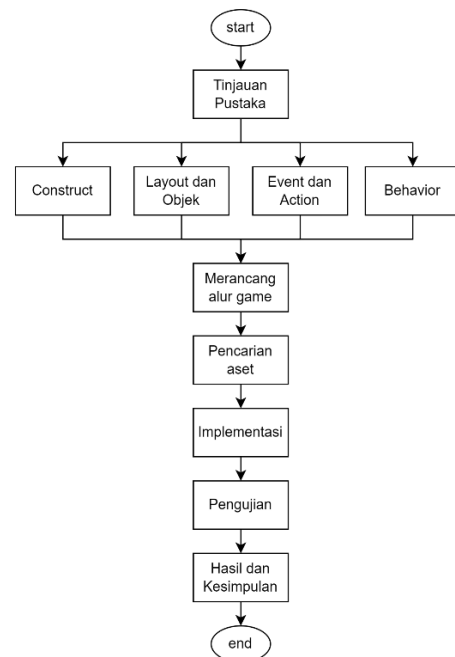 start
Tinjauan
Pustaka
Construct
Layout dan
Objek
Event dan
Action
Behavior
Merancang
alur game
Pencarian
aset
Implementasi
Pengujian
Hasil dan
Kesimpulan
end